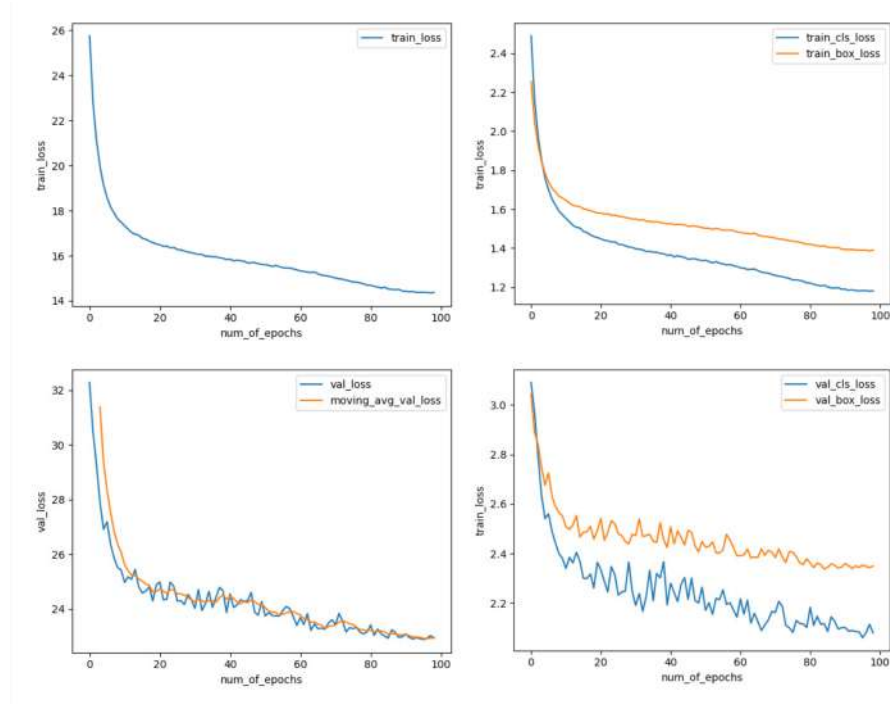 26
24
22
20
18
16
14
train_loss
train_loss
0 20 40 60 80 100
num_of_epochs
2.4
2.2
2.0
1.8
1.6
1.4
1.2
train_loss
train_cls_loss
train_box_loss
0 20 40 60 80 100
num_of_epochs
32
30
28
26
24
val_loss
val_loss
moving_avg_val_loss
0 20 40 60 80 100
num_of_epochs
3.0
2.8
2.6
2.4
2.2
train_loss
val_cls_loss
val_box_loss
0 20 40 60 80 100
num_of_epochs